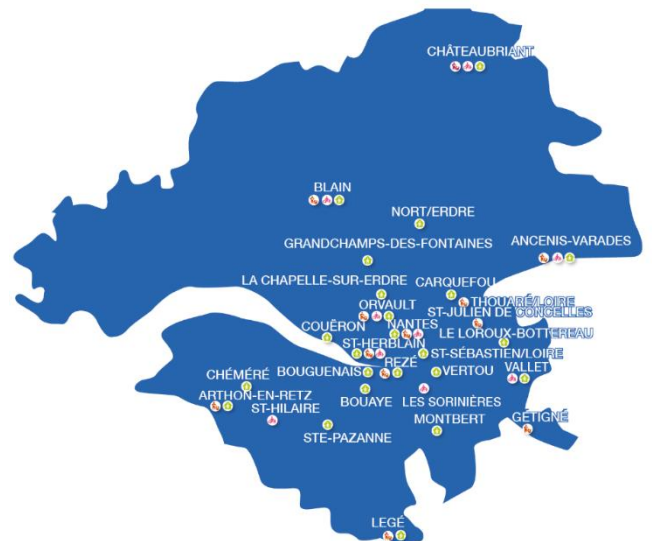 CHÂTEAUBRIANT
BLAIN
NORT/ERDRE
GRANDCHAMPS-DES-FONTAINES
ANCENIS-VARADES
LA CHAPELLE-SUR-ERDRE
CARQUEFOU
THOUARÉ/LOIRE
ORVAULT
ST-JULIEN DE CONCELLES
COUËRON
NANTES
LE LOROUX-BOTTEREAU
ST-HERBLAIN
ST-SÉBASTIEN/LOIRE
REZÉ
CHÉMÉRÉ
BOUGUENAIS
VERTOU
VALLET
ARTHON-EN-RETZ
BOUAYE
LES SORINIÈRES
ST-HILAIRE
GÉTIGNÉ
STE-PAZANNE
MONTBERT
LEGÉ